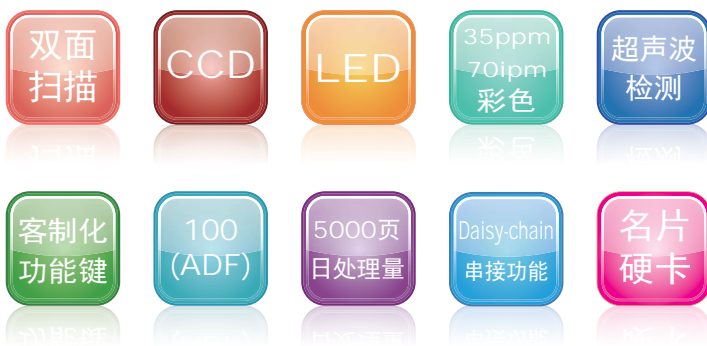 双面
扫描
CCD
LED
35ppm
70ipm
彩色
超声波
检测
客制化
功能键
100
(ADF)
5000页
日处理量
Daisy-chain
串接功能
名片
硬卡